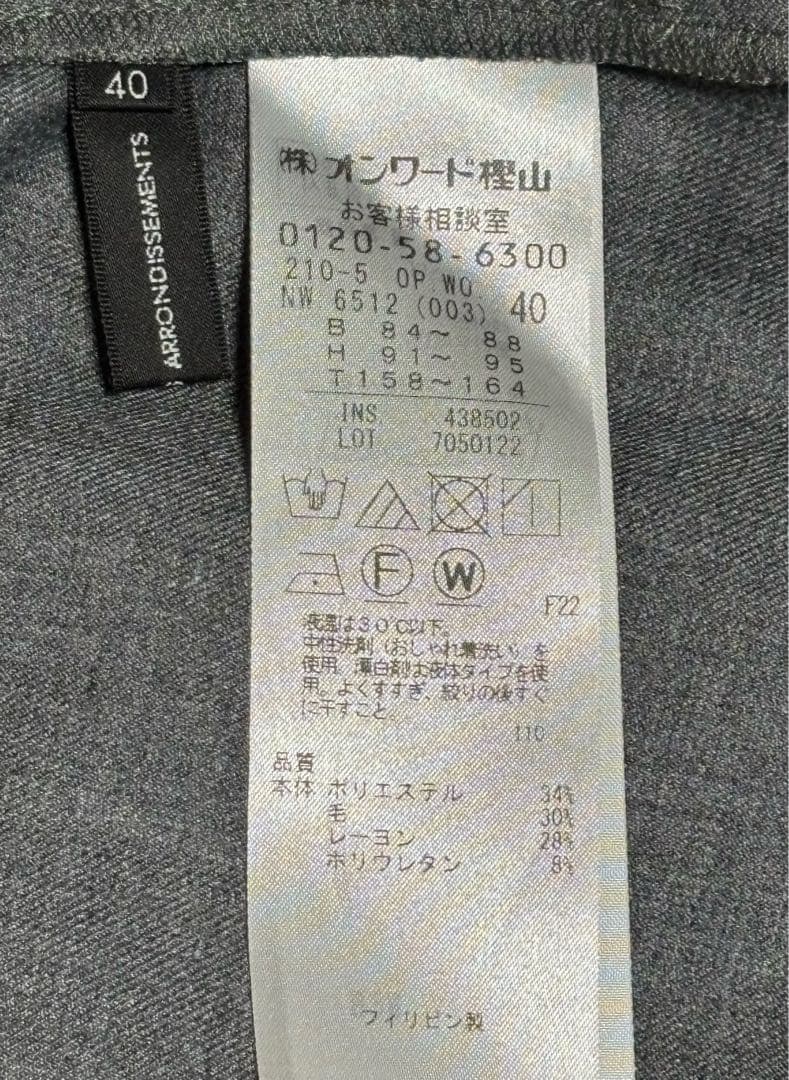 40
ARRONDISSEMENTS
(株)オンワード樫山
お客様相談室
0120-58-6300
210-5 OP WO
NW 6512 (003) 40
B 84～ 88
H 91～ 95
T158～164
INS 438502
LOT 7050122
F
W
F22
液温は30℃以下。
中性洗剤（おしゃれ着洗い）を
使用。漂白剤は液体タイプを使
用。よくすすぎ、絞りの後すぐ
に干すこと。
110
品質
本体 ポリエステル 34%
毛 30%
レーヨン 28%
ポリウレタン 8%
フィリピン製